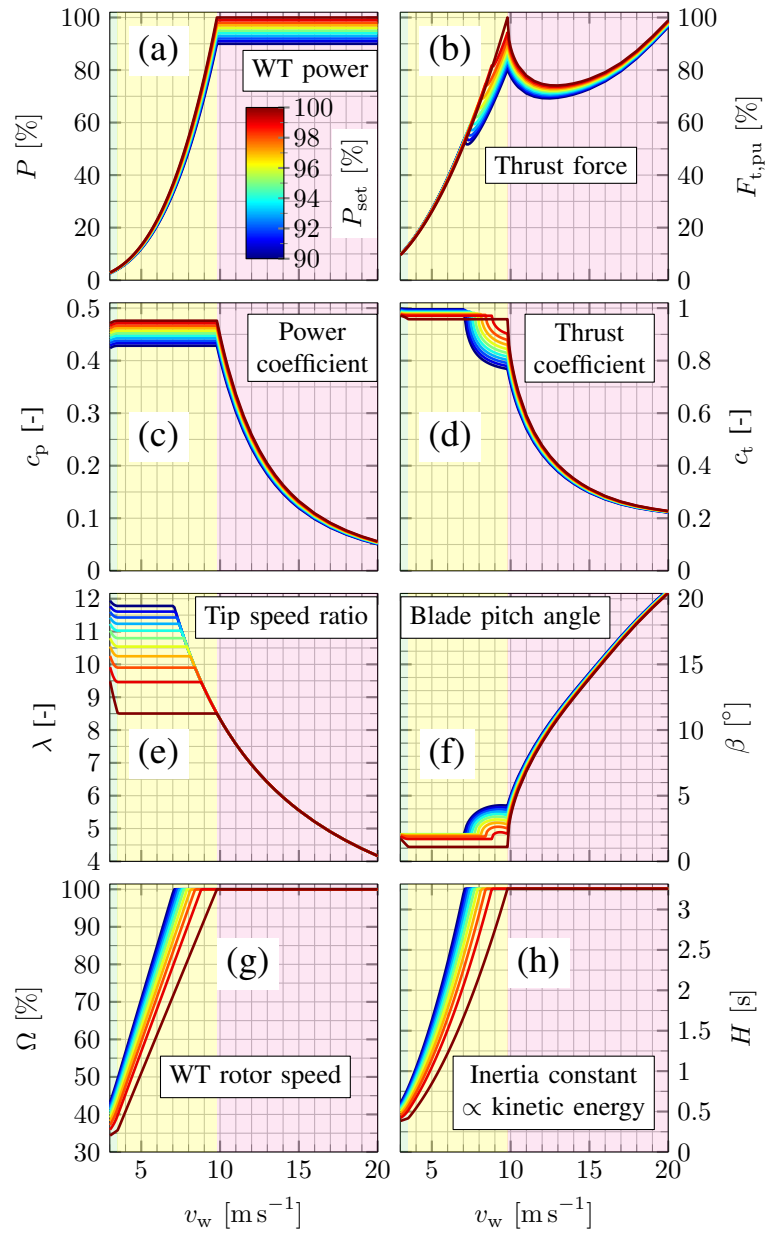 100
80
60
40
20
0
P [%]
(a)
WT power
100
98
96
94
92
90
P_set [%]
(b)
Thrust force
100
80
60
40
20
0
F_t,pu [%]
0.5
0.4
0.3
0.2
0.1
0
c_p [-]
Power
coefficient
(c)
Thrust
coefficient
(d)
1
0.8
0.6
0.4
0.2
0
c_t [-]
12
11
10
9
8
7
6
5
4
λ [-]
Tip speed ratio
(e)
Blade pitch angle
(f)
20
15
10
5
0
β [°]
100
90
80
70
60
50
40
30
Ω [%]
(g)
WT rotor speed
5 10 15 20
v_w [m s⁻¹]
(h)
Inertia constant
∝ kinetic energy
3
2.5
2
1.5
1
0.5
0
H [s]
5 10 15 20
v_w [m s⁻¹]